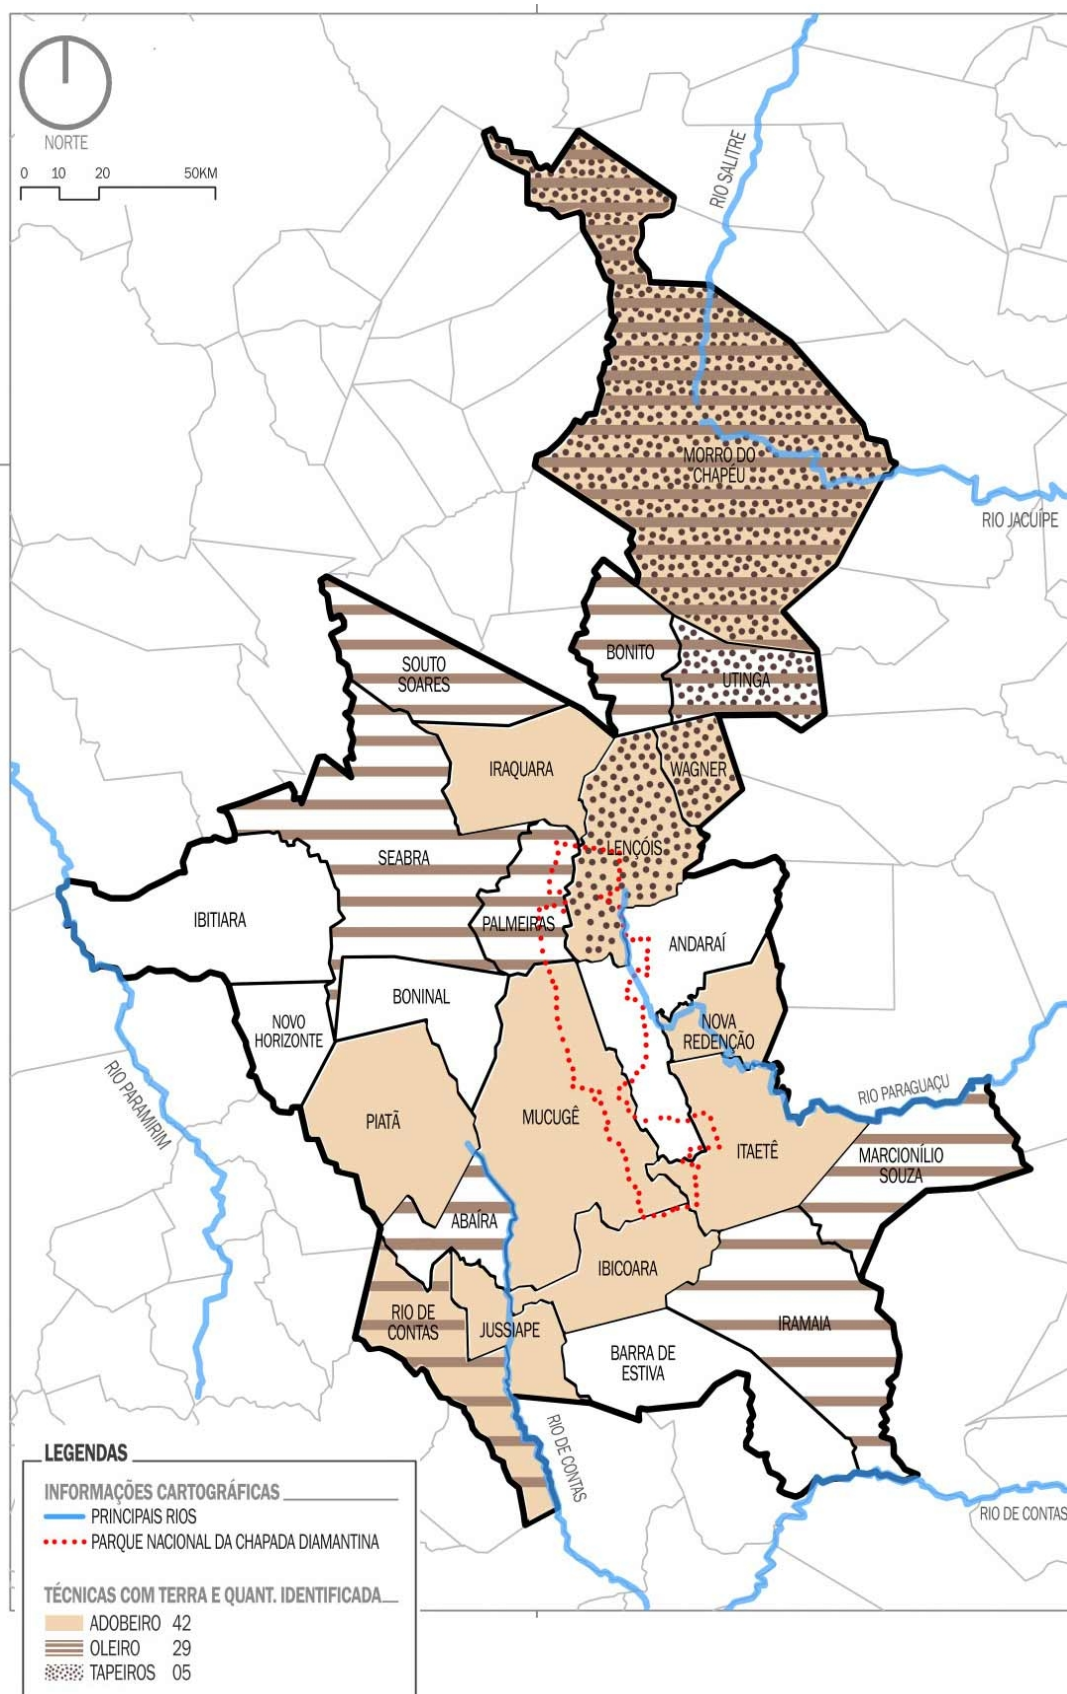 NORTE
0 10 20 50KM
RIO SALITRE
MORRO DO
CHAPÉU
RIO JACUÍPE
SOUTO
SOARES
BONITO
UTINGA
IRAQUARA
WAGNER
LENÇÓIS
SEABRA
IBITIARA
PALMEIRAS
ANDARAÍ
BONINAL
NOVO
HORIZONTE
NOVA
REDENÇÃO
RIO PARAMIRIM
RIO PARAGUAÇU
PIATÃ
MUCUGÊ
ITAETÊ
MARCIONÍLIO
SOUZA
ABAÍRA
IBICOARA
RIO DE
CONTAS
JUSSIAPE
IRAMAIA
BARRA DE
ESTIVA
RIO DE CONTAS
RIO DE CONTAS
LEGENDAS
INFORMAÇÕES CARTOGRÁFICAS
PRINCIPAIS RIOS
PARQUE NACIONAL DA CHAPADA DIAMANTINA
TÉCNICAS COM TERRA E QUANT. IDENTIFICADA
ADOBEIRO 42
OLEIRO 29
TAPEIROS 05